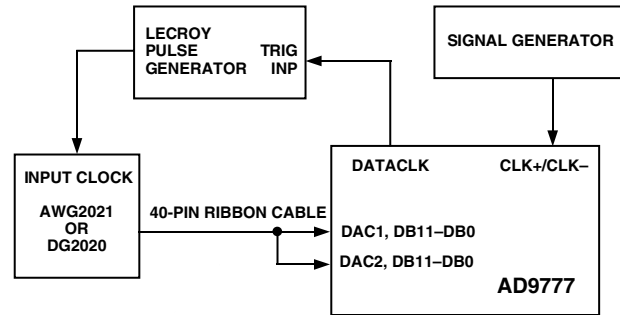 LECROY
PULSE TRIG
GENERATOR INP
SIGNAL GENERATOR
INPUT CLOCK
AWG2021
OR
DG2020
40-PIN RIBBON CABLE
DATACLK CLK+/CLK–
DAC1, DB11–DB0
DAC2, DB11–DB0
AD9777